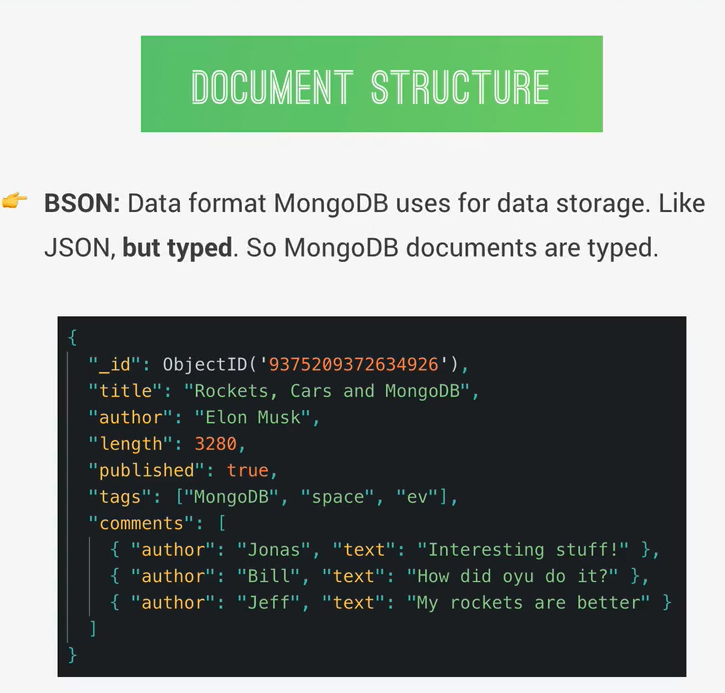 DOCUMENT STRUCTURE
👉 BSON: Data format MongoDB uses for data storage. Like
JSON, but typed. So MongoDB documents are typed.
{
"_id": ObjectID('9375209372634926'),
"title": "Rockets, Cars and MongoDB",
"author": "Elon Musk",
"length": 3280,
"published": true,
"tags": ["MongoDB", "space", "ev"],
"comments": [
{ "author": "Jonas", "text": "Interesting stuff!" },
{ "author": "Bill", "text": "How did oyu do it?" },
{ "author": "Jeff", "text": "My rockets are better" }
]
}